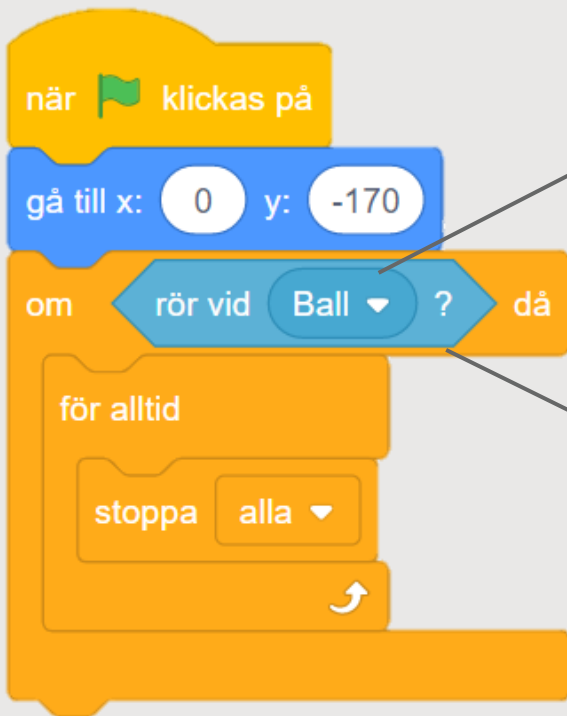 när klickas på
gå till x: 0 y: -170
om rör vid Ball ? då
för alltid
stoppa alla